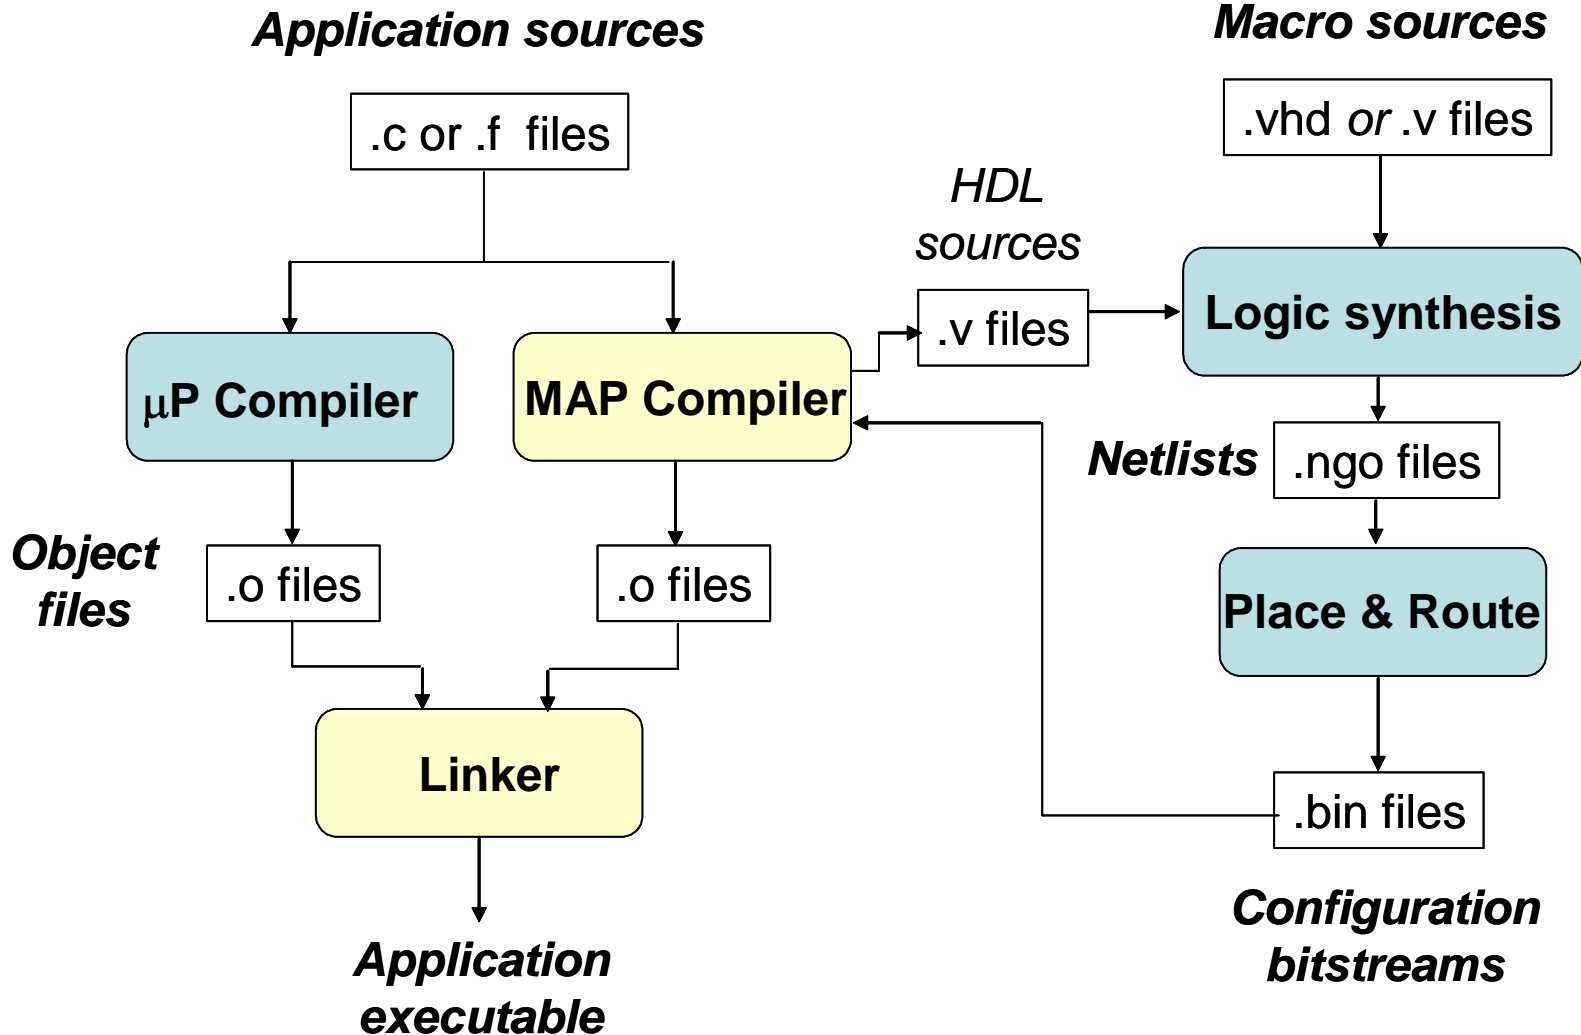 Application sources
Macro sources
.c or .f files
.vhd or .v files
HDL
sources
.v files
Logic synthesis
μP Compiler
MAP Compiler
Netlists
.ngo files
Object
files
.o files
.o files
Place & Route
Linker
.bin files
Configuration
bitstreams
Application
executable